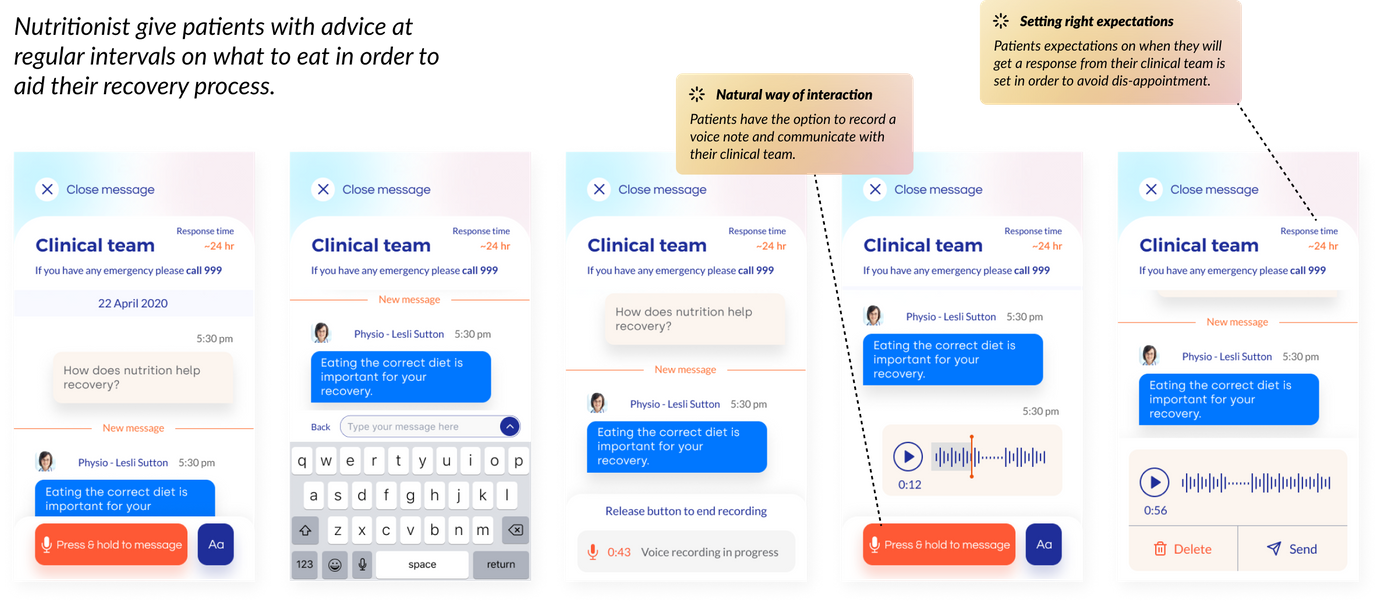 Nutritionist give patients with advice at
regular intervals on what to eat in order to
aid their recovery process.
Setting right expectations
Patients expectations on when they will
get a response from their clinical team is
set in order to avoid dis-appointment.
Natural way of interaction
Patients have the option to record a
voice note and communicate with
their clinical team.
Close message
Response time
Clinical team
~24 hr
If you have any emergency please call 999
22 April 2020
5:30 pm
How does nutrition help
recovery?
New message
Physio - Lesli Sutton 5:30 pm
Eating the correct diet is
important for your
Press & hold to message
Aa
Close message
Response time
Clinical team
~24 hr
If you have any emergency please call 999
New message
Physio - Lesli Sutton 5:30 pm
Eating the correct diet is
important for your
recovery.
Back Type your message here
q w e r t y u i o p
a s d f g h j k l
z x c v b n m
123 space return
Close message
Response time
Clinical team
~24 hr
If you have any emergency please call 999
How does nutrition help
recovery?
New message
Physio - Lesli Sutton 5:30 pm
Eating the correct diet is
important for your
recovery.
Release button to end recording
0:43 Voice recording in progress
Close message
Response time
Clinical team
~24 hr
If you have any emergency please call 999
Physio - Lesli Sutton 5:30 pm
Eating the correct diet is
important for your
recovery.
5:30 pm
0:12
Press & hold to message
Aa
Close message
Response time
Clinical team
~24 hr
If you have any emergency please call 999
New message
Physio - Lesli Sutton 5:30 pm
Eating the correct diet is
important for your
recovery.
0:56
Delete
Send